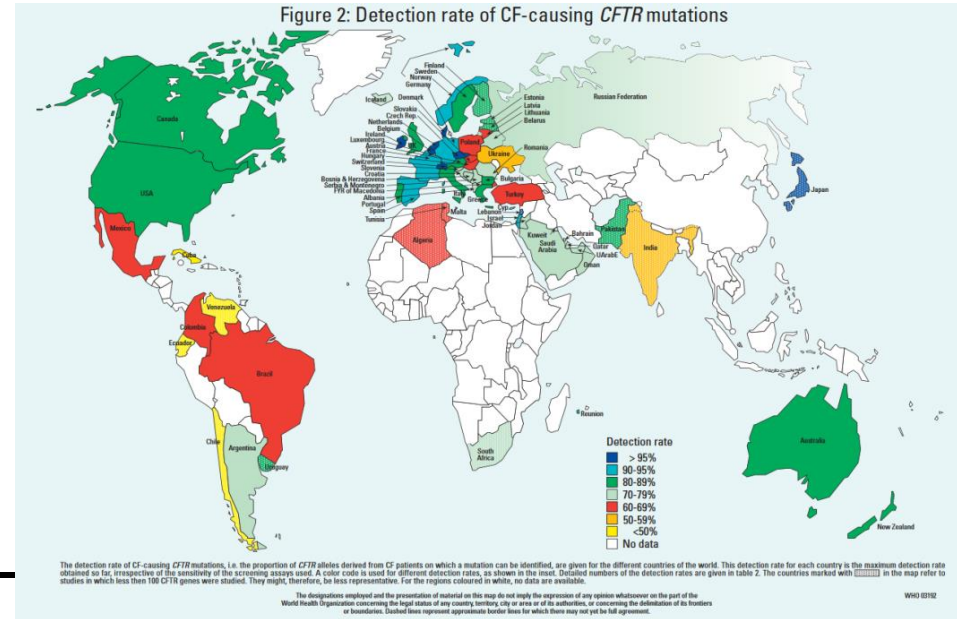 Figure 2: Detection rate of CF-causing CFTR mutations
Canada
USA
Mexico
Cuba
Venezuela
Colombia
Ecuador
Brazil
Chile
Argentina
Uruguay
Iceland
Finland
Sweden
Norway
Germany
Denmark
Slovakia
Czech Rep.
Netherlands
Belgium
Ireland
Luxembourg
Austria
France
Hungary
Switzerland
Slovenia
Croatia
Bosnia & Herzegovena
Serbia & Montenegro
FYR of Macedonia
Albania
Portugal
Spain
Tunisia
UK
Poland
Ukraine
Estonia
Latvia
Lithuania
Belarus
Russian Federation
Romania
Bulgaria
Italy
Greece
Turkey
Malta
Cyp.
Lebanon
Israel
Jordan
Algeria
Kuwait
Saudi
Arabia
Bahrain
Qatar
UArabE
Oman
Pakistan
India
Japan
Reunion
South
Africa
Australia
New Zealand
Detection rate
> 95%
90-95%
80-89%
70-79%
60-69%
50-59%
<50%
No data
The detection rate of CF-causing CFTR mutations, i.e. the proportion of CFTR alleles derived from CF patients on which a mutation can be identified, are given for the different countries of the world. This detection rate for each country is the maximum detection rate
obtained so far, irrespective of the sensitivity of the screening assays used. A color code is used for different detection rates, as shown in the inset. Detailed numbers of the detection rates are given in table 2. The countries marked with in the map refer to
studies in which less then 100 CFTR genes were studied. They might, therefore, be less representative. For the regions coloured in white, no data are available.
The designations employed and the presentation of material on this map do not imply the expression of any opinion whatsoever on the part of the
World Health Organization concerning the legal status of any country, territory, city or area or of its authorities, or concerning the delimitation of its frontiers
or boundaries. Dashed lines represent approximate border lines for which there may not yet be full agreement.
WHO 03192